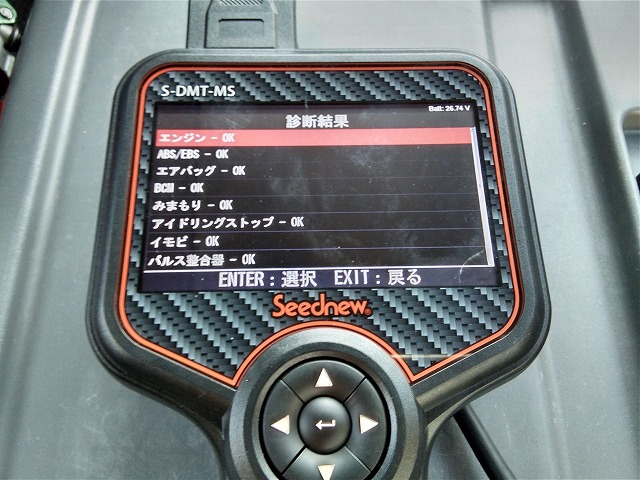 S-DMT-MS
Batt: 26.74 V
診断結果
エンジン - OK
ABS/EBS - OK
エアバッグ - OK
BCM - OK
みまもり - OK
アイドリングストップ - OK
イモビ - OK
パルス整合器 - OK
ENTER : 選択 EXIT : 戻る
Seednew®